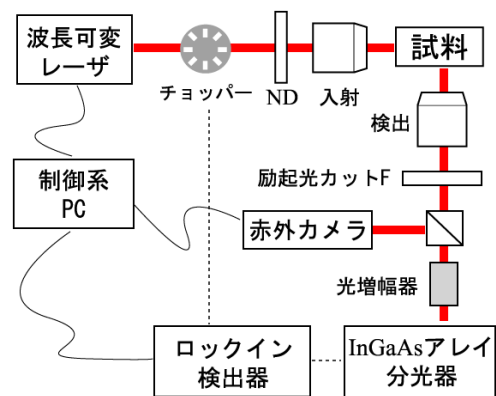 波長可変
レーザ
チョッパー
ND
入射
試料
検出
励起光カットF
制御系
PC
赤外カメラ
光増幅器
ロックイン
検出器
InGaAsアレイ
分光器